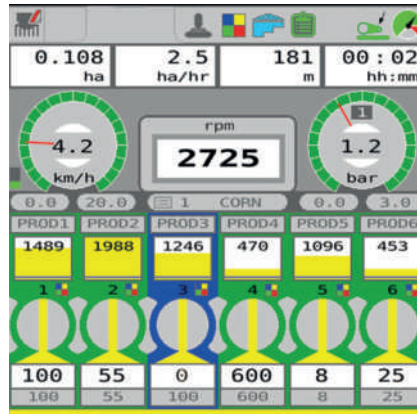 0.108 2.5 181 00:02
ha ha/hr m hh:mm
rpm
1
4.2 2725 1.2
km/h bar
0.0 20.0 1 CORN 0.0 3.0
PROD1 PROD2 PROD3 PROD4 PROD5 PROD6
1489 1988 1246 470 1096 453
1 2 3 4 5 6
100 55 0 600 8 25
100 55 100 600 8 25